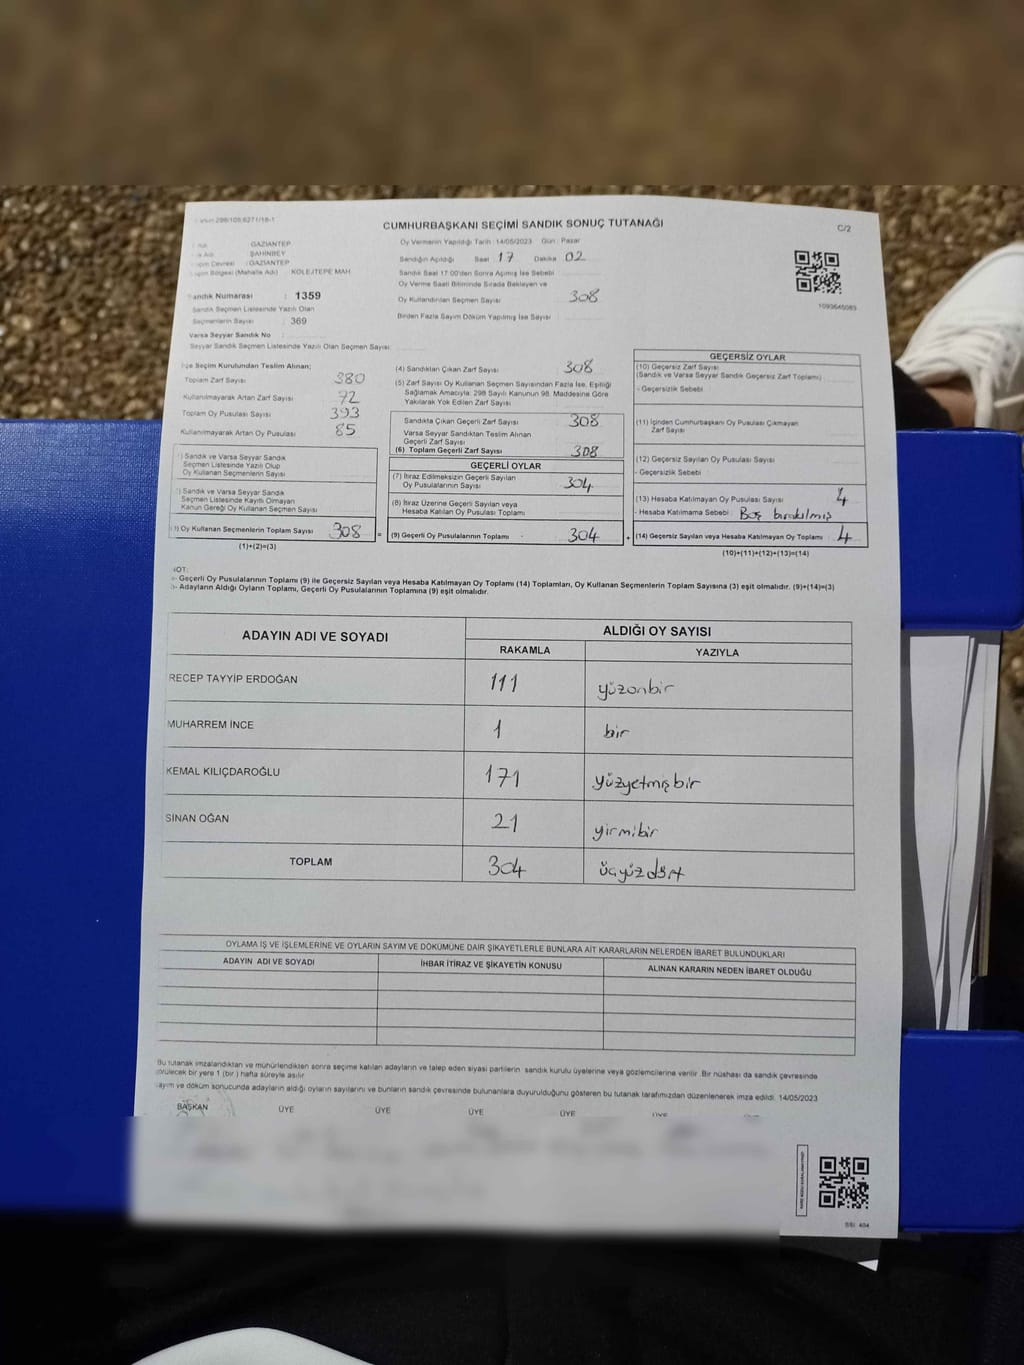 CUMHURBAŞKANI SEÇİMİ SANDIK SONUÇ TUTANAĞI
C/2
GAZİANTEP
ŞAHİNBEY
GAZİANTEP
Bölgesi (Mahalle Adı) : KOLEJTEPE MAH
Sandık Numarası : 1359
Sandık Seçmen Listesinde Yazılı Olan
Seçmenlerin Sayısı : 369
Varsa Seyyar Sandık No
Seyyar Sandık Seçmen Listesinde Yazılı Olan Seçmen Sayısı:
Oy Vermenin Yapıldığı Tarih : 14/05/2023 Gün : Pazar
Sandığın Açıldığı Saat 17 Dakika 02
Sandık Saat 17:00'den Sonra Açılmış İse Sebebi
Oy Verme Saati Bitiminde Sırada Bekleyen ve
Oy Kullandırılan Seçmen Sayısı 308
Birden Fazla Sayım Döküm Yapılmış İse Sayısı
1093645083
İlçe Seçim Kurulundan Teslim Alınan;
Toplam Zarf Sayısı 380
Kullanılmayarak Artan Zarf Sayısı 72
Toplam Oy Pusulası Sayısı 393
Kullanılmayarak Artan Oy Pusulası 85
Sandık ve Varsa Seyyar Sandık
Seçmen Listesinde Yazılı Olup
Oy Kullanan Seçmenlerin Sayısı
Sandık ve Varsa Seyyar Sandık
Seçmen Listesinde Kayıtlı Olmayan
Kanun Gereği Oy Kullanan Seçmen Sayısı
Oy Kullanan Seçmenlerin Toplam Sayısı 308 =
(1)+(2)=(3)
(4) Sandıktan Çıkan Zarf Sayısı 308
(5) Zarf Sayısı Oy Kullanan Seçmen Sayısından Fazla İse, Eşitliği
Sağlamak Amacıyla; 298 Sayılı Kanunun 98. Maddesine Göre
Yakılarak Yok Edilen Zarf Sayısı
Sandıkta Çıkan Geçerli Zarf Sayısı 308
Varsa Seyyar Sandıktan Teslim Alınan
Geçerli Zarf Sayısı
(6) Toplam Geçerli Zarf Sayısı 308
GEÇERLİ OYLAR
(7) İtiraz Edilmeksizin Geçerli Sayılan
Oy Pusulalarının Sayısı 304
(8) İtiraz Üzerine Geçerli Sayılan veya
Hesaba Katılan Oy Pusulası Toplamı
(9) Geçerli Oy Pusulalarının Toplamı 304 +
GEÇERSİZ OYLAR
(10) Geçersiz Zarf Sayısı
(Sandık ve Varsa Seyyar Sandık Geçersiz Zarf Toplamı)
- Geçersizlik Sebebi
(11) İçinden Cumhurbaşkanı Oy Pusulası Çıkmayan
Zarf Sayısı
(12) Geçersiz Sayılan Oy Pusulası Sayısı
- Geçersizlik Sebebi
(13) Hesaba Katılmayan Oy Pusulası Sayısı 4
- Hesaba Katılmama Sebebi : Boş bırakılmış
(14) Geçersiz Sayılan veya Hesaba Katılmayan Oy Toplamı 4
(10)+(11)+(12)+(13)=(14)
NOT:
a- Geçerli Oy Pusulalarının Toplamı (9) ile Geçersiz Sayılan veya Hesaba Katılmayan Oy Toplamı (14) Toplamları, Oy Kullanan Seçmenlerin Toplam Sayısına (3) eşit olmalıdır. (9)+(14)=(3)
b- Adayların Aldığı Oyların Toplamı, Geçerli Oy Pusulalarının Toplamına (9) eşit olmalıdır.
ADAYIN ADI VE SOYADI ALDIĞI OY SAYISI
RAKAMLA YAZIYLA
RECEP TAYYİP ERDOĞAN 111 yüzonbir
MUHARREM İNCE 1 bir
KEMAL KILIÇDAROĞLU 171 yüzyetmişbir
SİNAN OĞAN 21 yirmibir
TOPLAM 304 üçyüzdört
OYLAMA İŞ VE İŞLEMLERİNE VE OYLARIN SAYIM VE DÖKÜMÜNE DAİR ŞİKAYETLERLE BUNLARA AİT KARARLARIN NELERDEN İBARET BULUNDUKLARI
ADAYIN ADI VE SOYADI İHBAR İTİRAZ VE ŞİKAYETİN KONUSU ALINAN KARARIN NEDEN İBARET OLDUĞU
Bu tutanak imzalandıktan ve mühürlendikten sonra seçime katılan adayların ve talep eden siyasi partilerin sandık kurulu üyelerine veya gözlemcilerine verilir. Bir nüshası da sandık çevresinde
görülecek bir yere 1 (bir ) hafta süreyle asılır.
Sayım ve döküm sonucunda adayların aldığı oyların sayılarını ve bunların sandık çevresinde bulunanlara duyurulduğunu gösteren bu tutanak tarafımızdan düzenlenerek imza edildi. 14/05/2023
BAŞKAN ÜYE ÜYE ÜYE ÜYE ÜYE